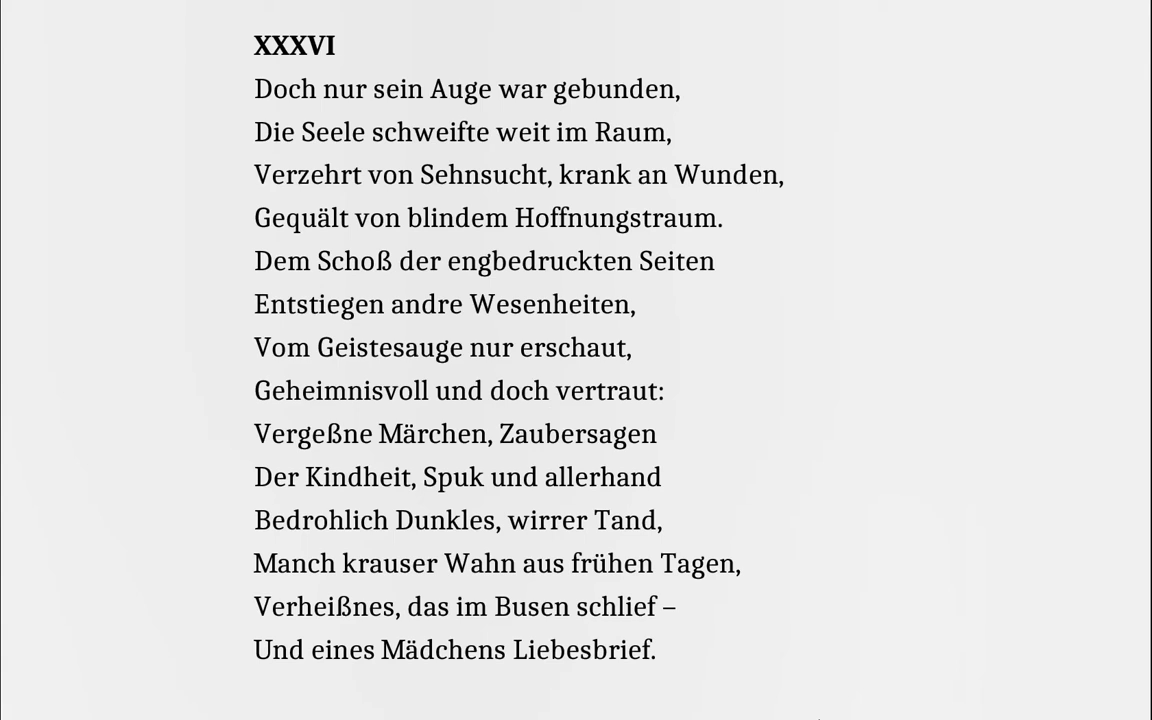 XXXVI
Doch nur sein Auge war gebunden,
Die Seele schweifte weit im Raum,
Verzehrt von Sehnsucht, krank an Wunden,
Gequält von blindem Hoffnungstraum.
Dem Schoß der engbedruckten Seiten
Entstiegen andre Wesenheiten,
Vom Geistesauge nur erschaut,
Geheimnisvoll und doch vertraut:
Vergeßne Märchen, Zaubersagen
Der Kindheit, Spuk und allerhand
Bedrohlich Dunkles, wirrer Tand,
Manch krauser Wahn aus frühen Tagen,
Verheißnes, das im Busen schlief –
Und eines Mädchens Liebesbrief.